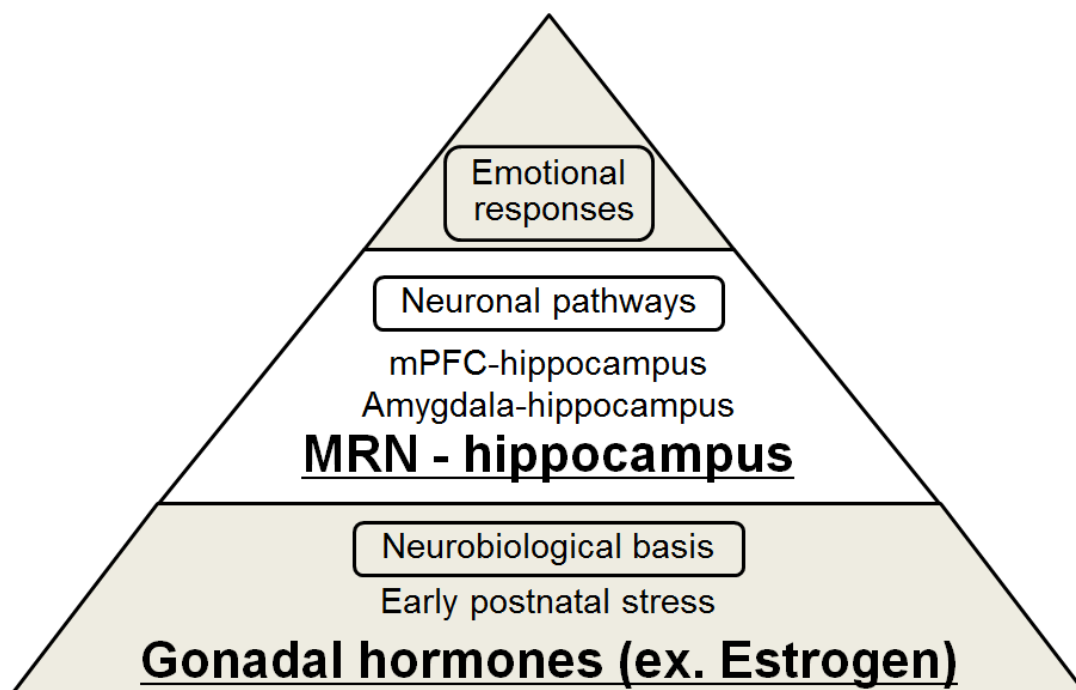 Emotional
responses
Neuronal pathways
mPFC-hippocampus
Amygdala-hippocampus
MRN - hippocampus
Neurobiological basis
Early postnatal stress
Gonadal hormones (ex. Estrogen)